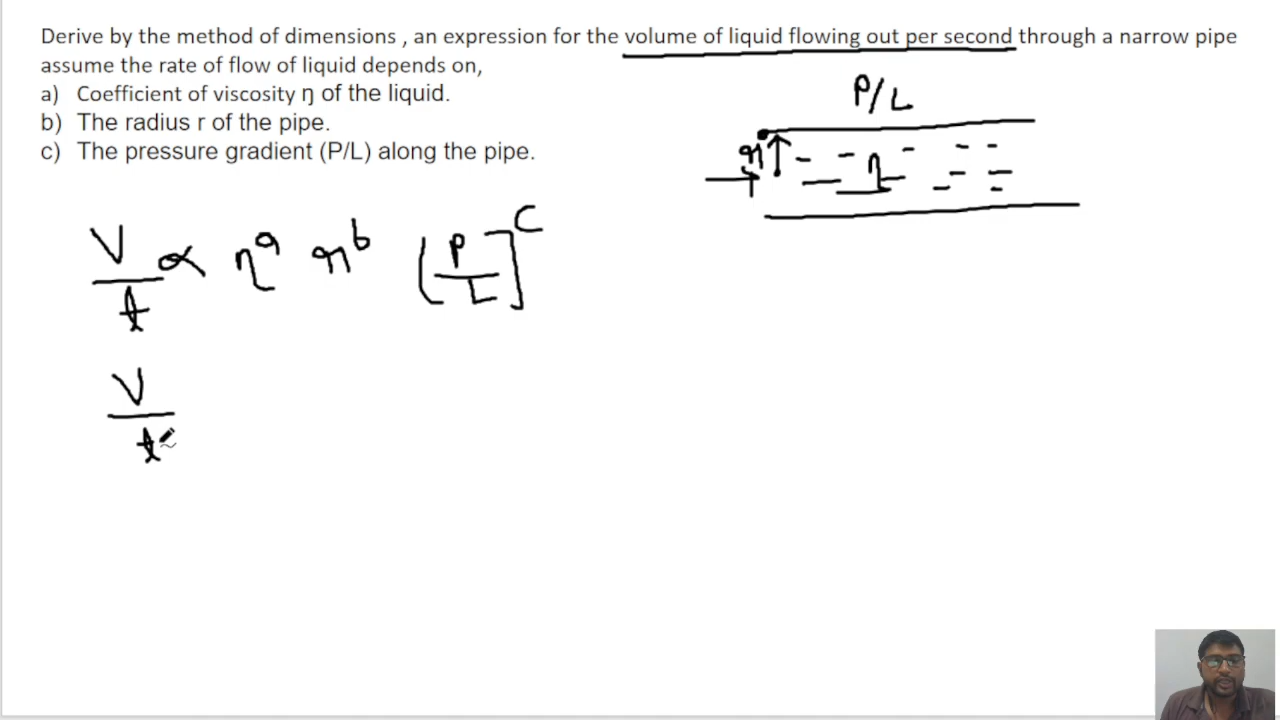 Derive by the method of dimensions , an expression for the volume of liquid flowing out per second through a narrow pipe
assume the rate of flow of liquid depends on,
a) Coefficient of viscosity ŋ of the liquid.
b) The radius r of the pipe.
c) The pressure gradient (P/L) along the pipe.
P/L
r
η
V/t ∝ η^a r^b [P/L]^c
V/t